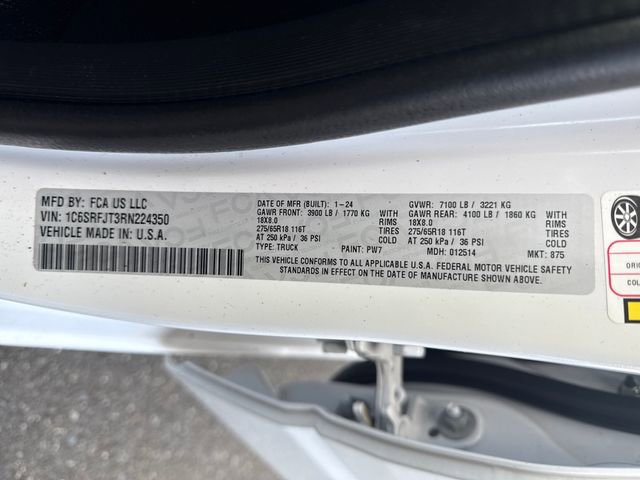 MFD BY: FCA US LLC
VIN: 1C6SRFJT3RN224350
VEHICLE MADE IN: U.S.A.
DATE OF MFR (BUILT): 1-24 GVWR: 7100 LB / 3221 KG
GAWR FRONT: 3900 LB / 1770 KG RIMS GAWR REAR: 4100 LB / 1860 KG RIMS
18X8.0 18X8.0
275/65R18 116T TIRES 275/65R18 116T TIRES
AT 250 kPa / 36 PSI COLD AT 250 kPa / 36 PSI COLD
TYPE: TRUCK PAINT: PW7 MDH: 012514 MKT: 875
THIS VEHICLE CONFORMS TO ALL APPLICABLE U.S.A. FEDERAL MOTOR VEHICLE SAFETY
STANDARDS IN EFFECT ON THE DATE OF MANUFACTURE SHOWN ABOVE.